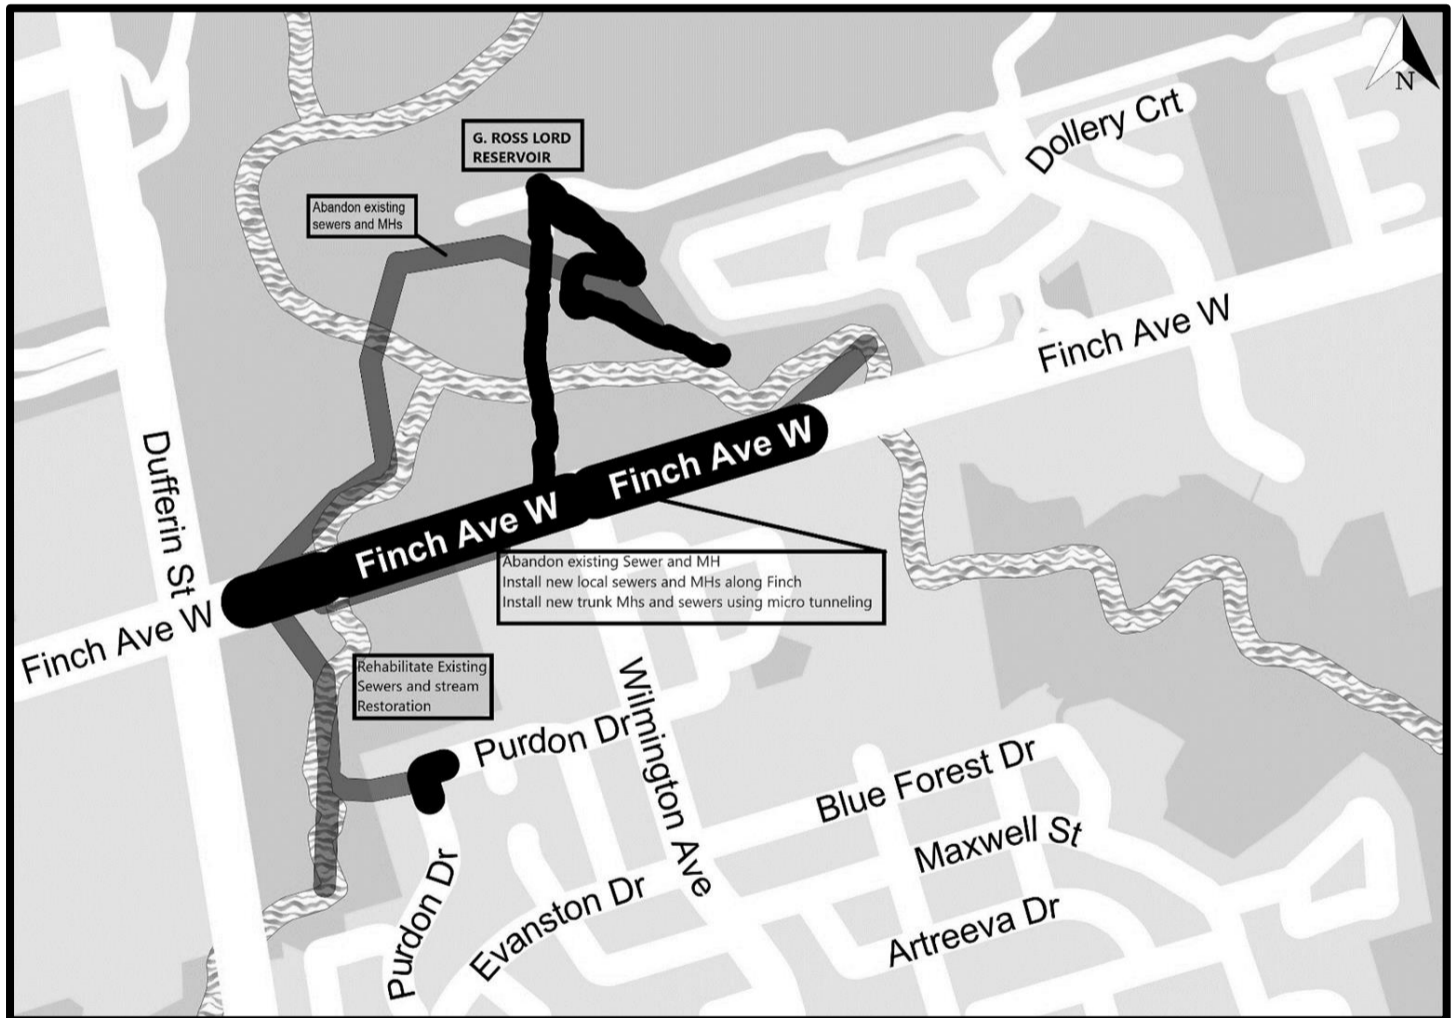 N
Dollery Crt
G. ROSS LORD
RESERVOIR
Abandon existing
sewers and MHs
Finch Ave W
Dufferin St
Finch Ave W
Finch Ave W
Abandon existing Sewer and MH
Install new local sewers and MHs along Finch
Install new trunk Mhs and sewers using micro tunneling
Finch Ave W
Rehabilitate Existing
Sewers and stream
Restoration
Purdon Dr
Wilmington Ave
Blue Forest Dr
Maxwell St
Purdon Dr
Evanston Dr
Artreeva Dr